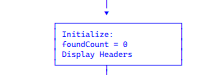 Initialize:
foundCount = 0
Display Headers